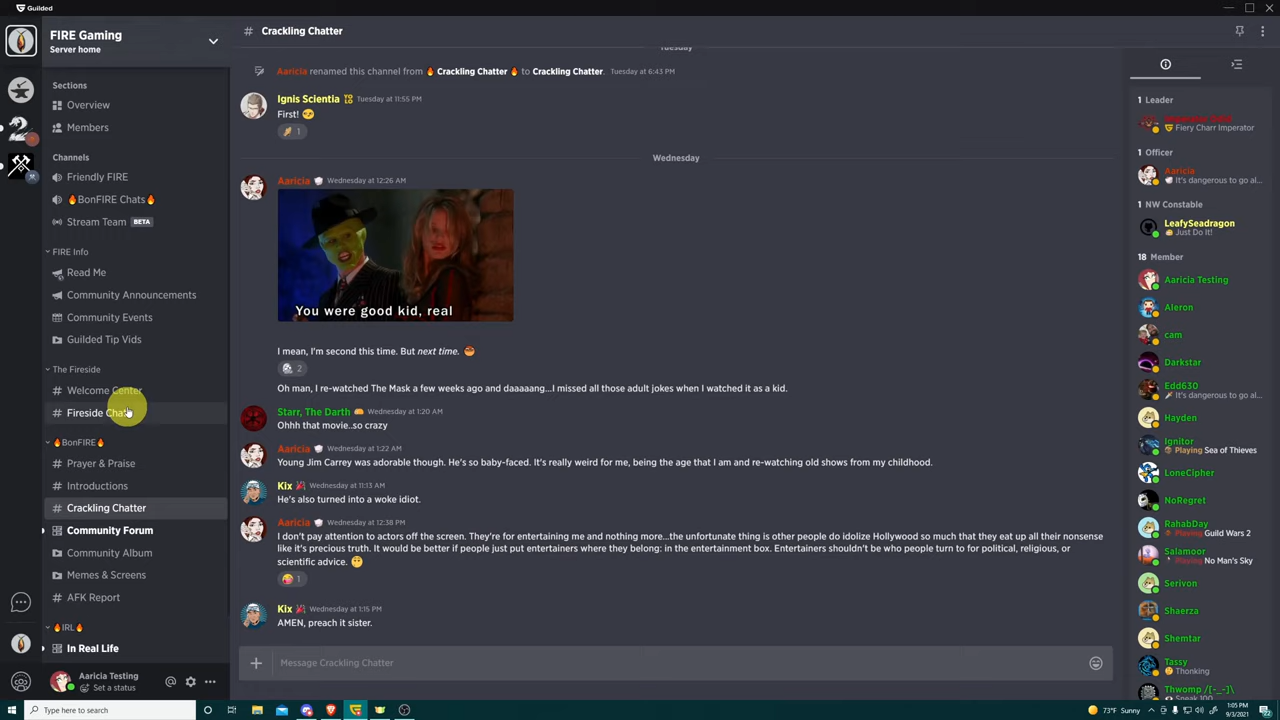 Guilded
FIRE Gaming
Server home
Sections
Overview
Members
Channels
Friendly FIRE
BonFIRE Chats
Stream Team BETA
FIRE Info
Read Me
Community Announcements
Community Events
Guilded Tip Vids
The Fireside
Welcome Center
Fireside Chat
BonFIRE
Prayer & Praise
Introductions
Crackling Chatter
Community Forum
Community Album
Memes & Screens
AFK Report
IRL
In Real Life
Aaricia Testing
Set a status
# Crackling Chatter
Tuesday
Aaricia renamed this channel from 🔥 Crackling Chatter 🔥 to Crackling Chatter. Tuesday at 6:43 PM
Ignis Scientia Tuesday at 11:55 PM
First!
1
Wednesday
Aaricia Wednesday at 12:26 AM
You were good kid, real
I mean, I'm second this time. But next time.
2
Oh man, I re-watched The Mask a few weeks ago and daaaang...I missed all those adult jokes when I watched it as a kid.
Starr, The Darth Wednesday at 1:20 AM
Ohhh that movie..so crazy
Aaricia Wednesday at 1:22 AM
Young Jim Carrey was adorable though. He's so baby-faced. It's really weird for me, being the age that I am and re-watching old shows from my childhood.
Kix Wednesday at 11:13 AM
He's also turned into a woke idiot.
Aaricia Wednesday at 12:38 PM
I don't pay attention to actors off the screen. They're for entertaining me and nothing more...the unfortunate thing is other people do idolize Hollywood so much that they eat up all their nonsense
like it's precious truth. It would be better if people just put entertainers where they belong: in the entertainment box. Entertainers shouldn't be who people turn to for political, religious, or
scientific advice.
1
Kix Wednesday at 1:15 PM
AMEN, preach it sister.
Message Crackling Chatter
1 Leader
Fiery Charr Imperator
1 Officer
Aaricia
It's dangerous to go al...
1 NW Constable
LeafySeadragon
Just Do It!
18 Member
Aaricia Testing
Aleron
cam
Darkstar
Edd630
It's dangerous to go al...
Hayden
Ignitor
Playing Sea of Thieves
LoneCipher
NoRegret
RahabDay
Playing Guild Wars 2
Salamoor
Playing No Man's Sky
Serivon
Shaerza
Shemtar
Tassy
Thonking
Thwomp /[-_-]\
Speak 100
Type here to search
73°F Sunny
1:05 PM
9/3/2021